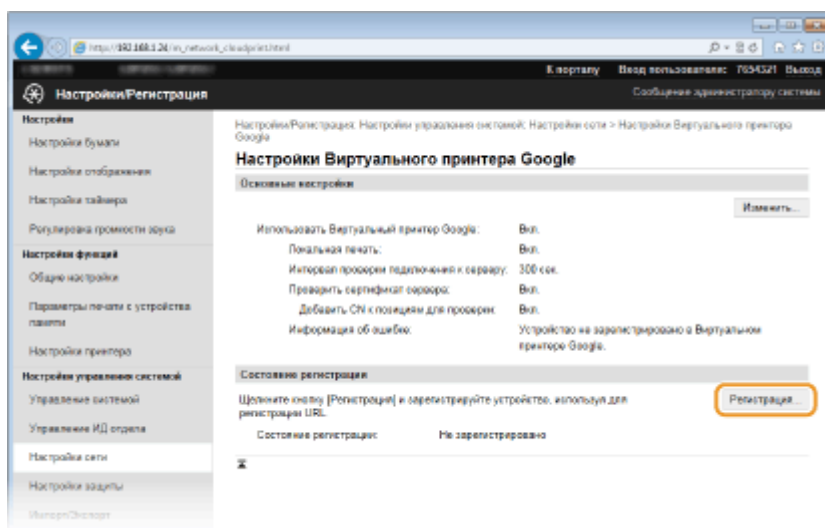 http://192.168.1.24/m_network_cloudprint.html
К порталу Ввод пользователя: 7654321 Выход
Настройки/Регистрация
Сообщение администратору системы
Настройки
Настройки бумаги
Настройки отображения
Настройки таймера
Регулировка громкости звука
Настройки функций
Общие настройки
Параметры печати с устройства
памяти
Настройки принтера
Настройки управления системой
Управление системой
Управление ИД отдела
Настройки сети
Настройки защиты
Импорт/Экспорт
Настройки/Регистрация: Настройки управления системой: Настройки сети > Настройки Виртуального принтера
Google
Настройки Виртуального принтера Google
Основные настройки
Изменить...
Использовать Виртуальный принтер Google: Вкл.
Локальная печать: Вкл.
Интервал проверки подключения к серверу: 300 сек.
Проверить сертификат сервера: Вкл.
Добавить CN к позициям для проверки: Вкл.
Информация об ошибке: Устройство не зарегистрировано в Виртуальном
принтере Google.
Состояние регистрации
Щелкните кнопку [Регистрация] и зарегистрируйте устройство, используя для
регистрации URL.
Регистрация...
Состояние регистрации: Не зарегистрировано